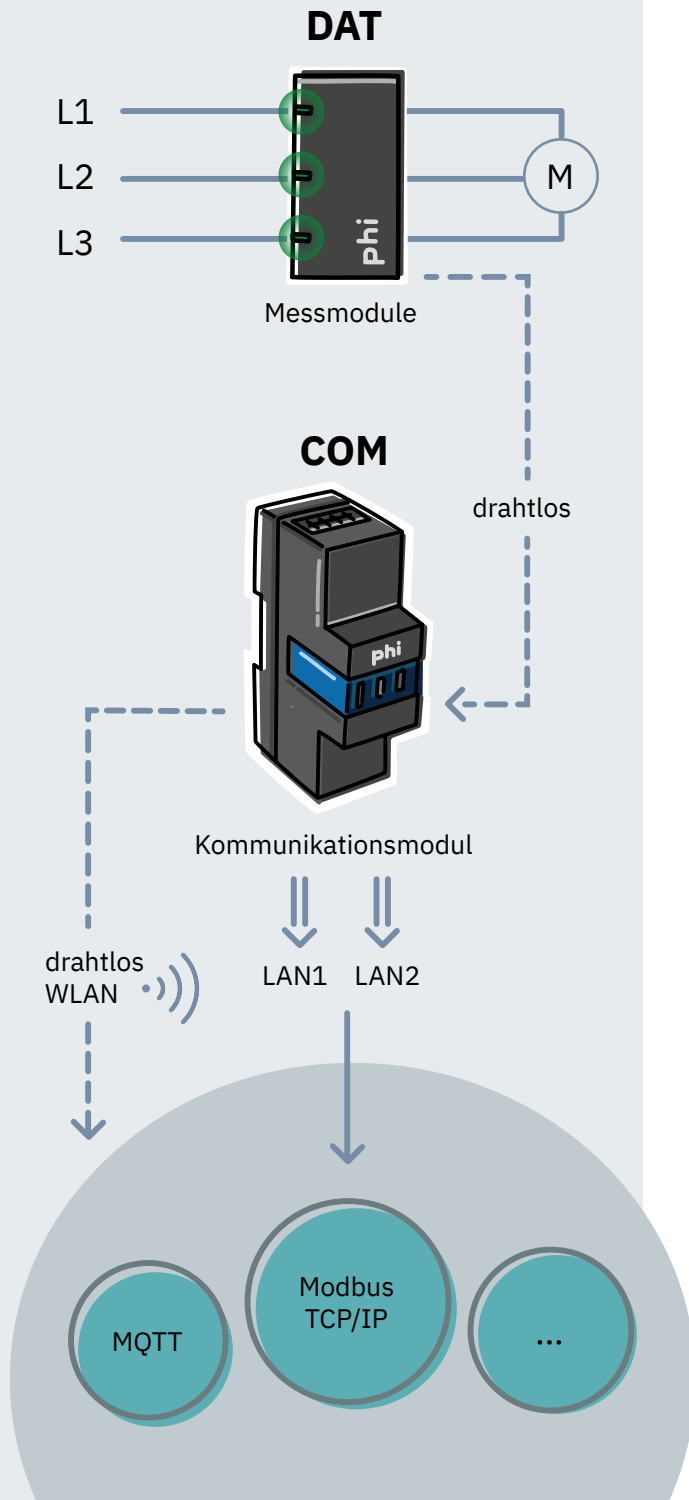 DAT
L1
L2
L3
phi
M
Messmodule
drahtlos
COM
phi
Kommunikationsmodul
drahtlos
WLAN
LAN1
LAN2
MQTT
Modbus
TCP/IP
...